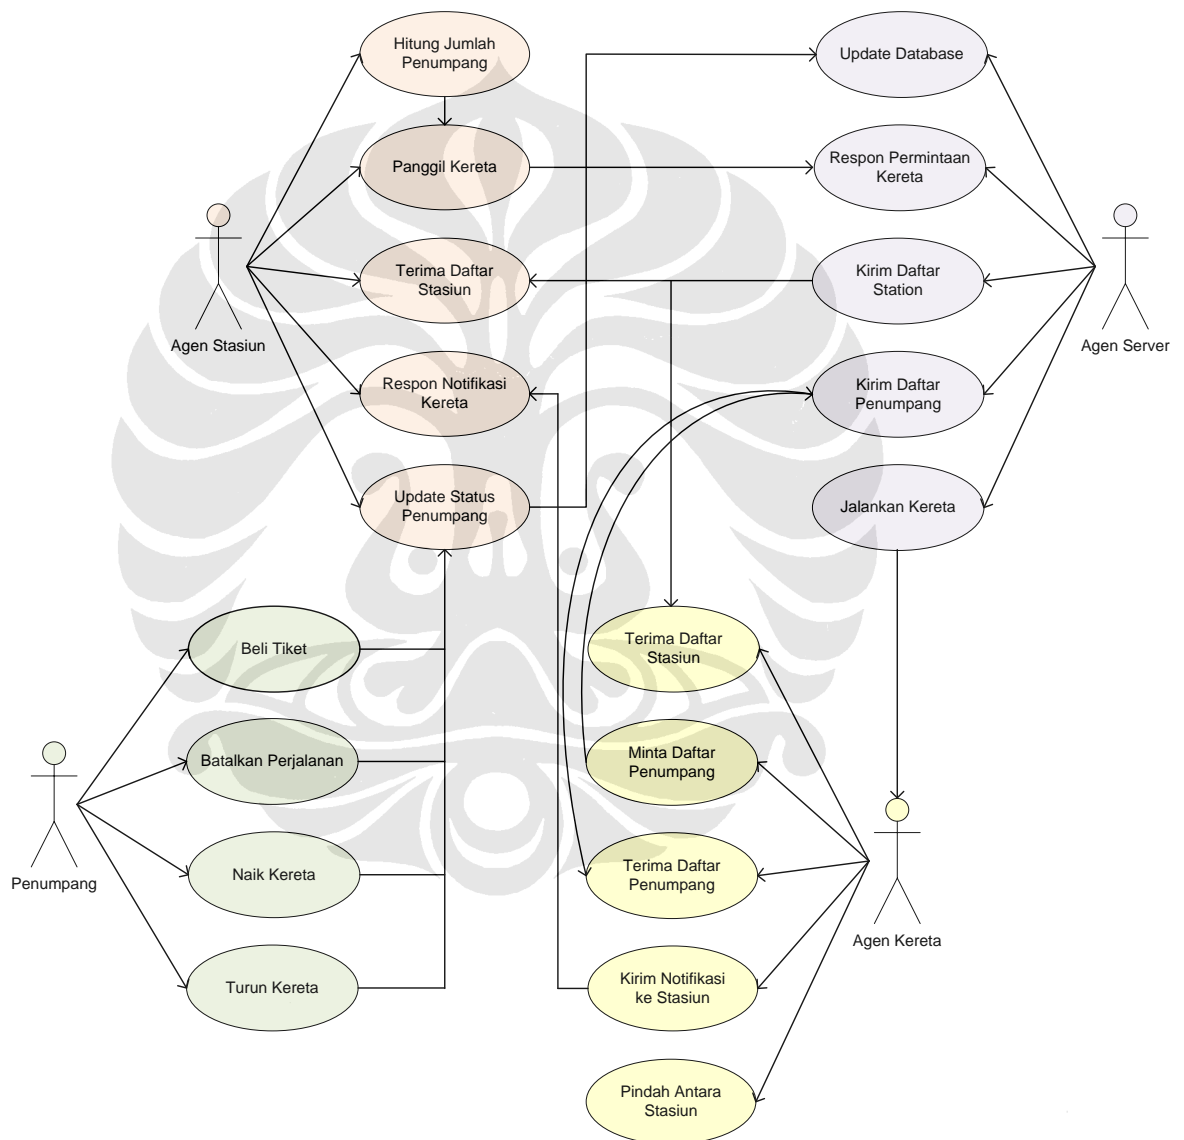 Hitung Jumlah
Penumpang
Update Database
Panggil Kereta
Respon Permintaan
Kereta
Terima Daftar
Stasiun
Kirim Daftar
Station
Agen Stasiun
Agen Server
Respon Notifikasi
Kereta
Kirim Daftar
Penumpang
Update Status
Penumpang
Jalankan Kereta
Beli Tiket
Terima Daftar
Stasiun
Batalkan Perjalanan
Minta Daftar
Penumpang
Penumpang
Naik Kereta
Terima Daftar
Penumpang
Agen Kereta
Turun Kereta
Kirim Notifikasi
ke Stasiun
Pindah Antara
Stasiun